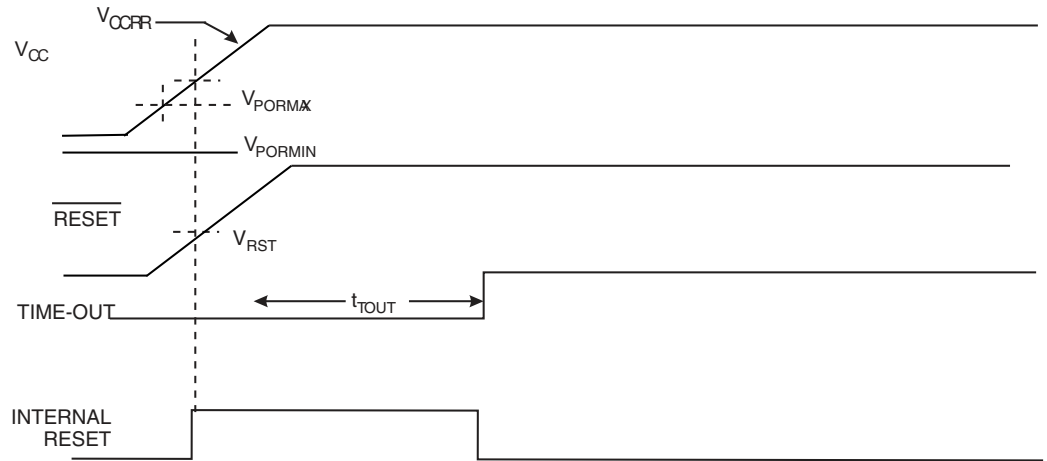 VCCRR
VCC
VPORMAX
VPORMIN
RESET
VRST
TIME-OUT
tTOUT
INTERNAL
RESET